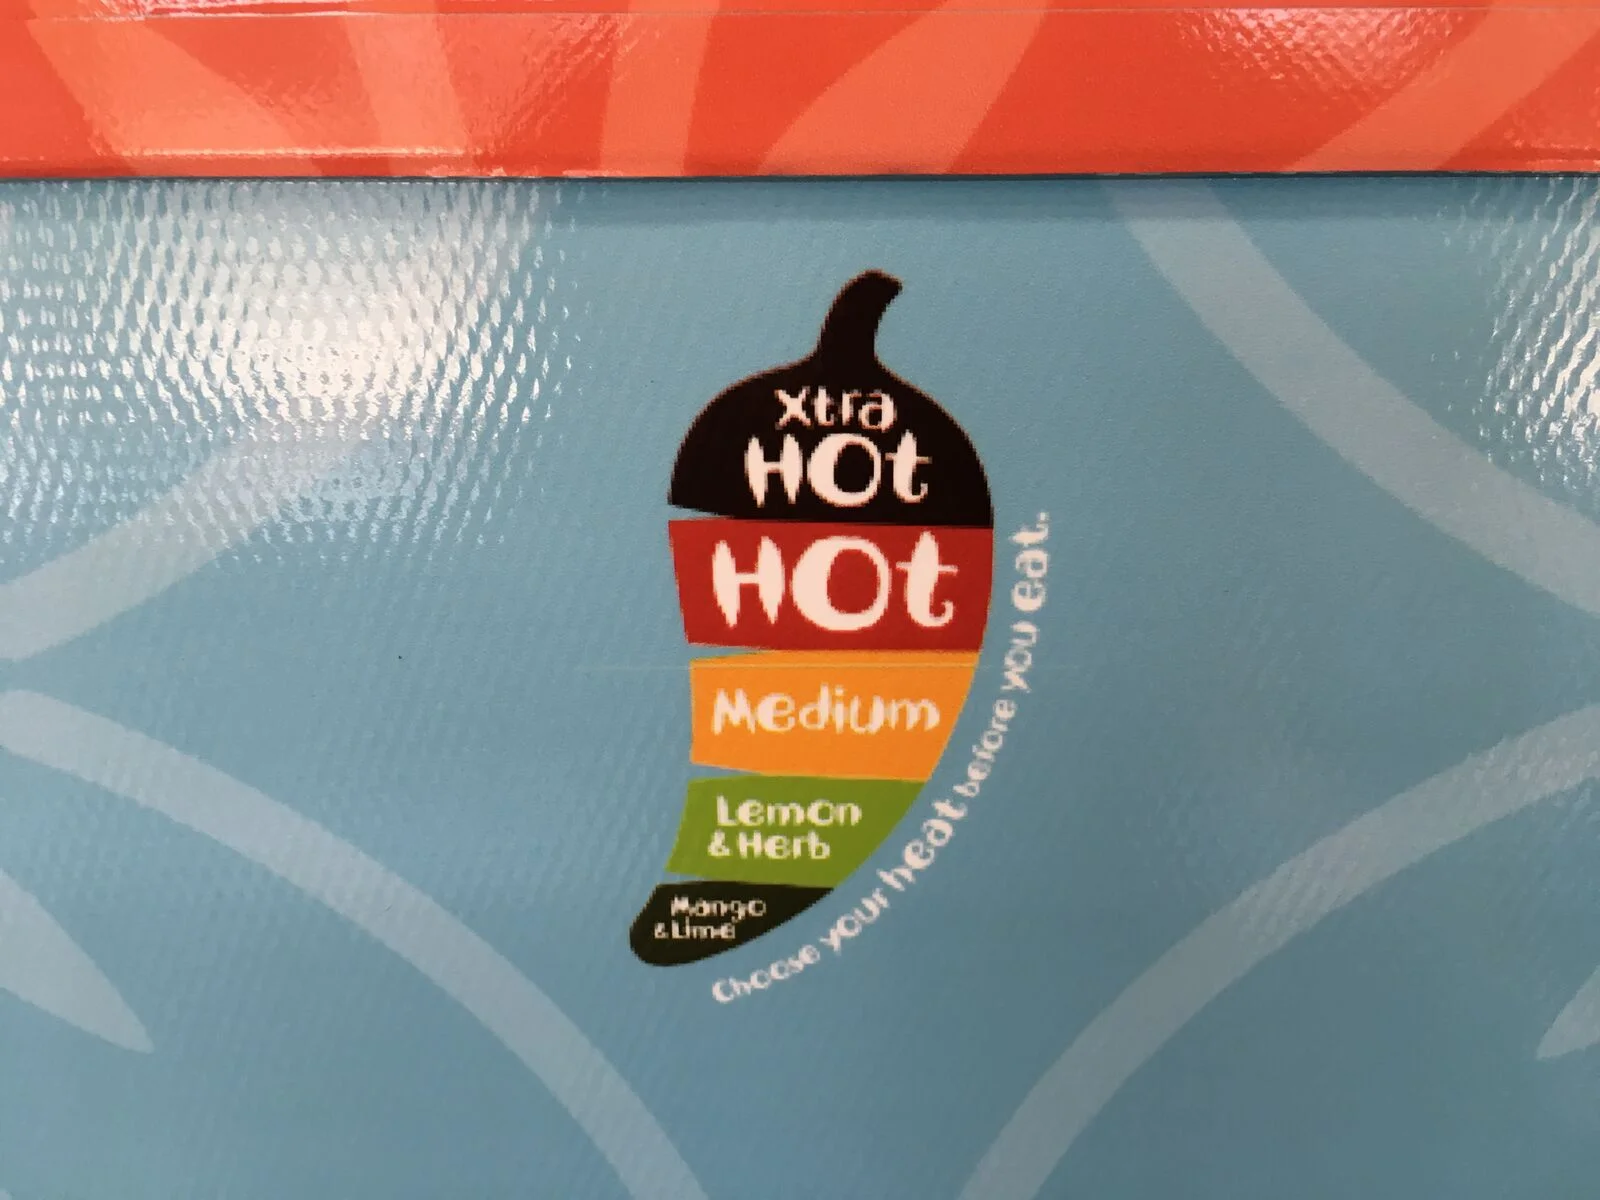 Xtra
HOt
HOt
Medium
Lemon
& Herb
Mango
& Lime
Choose your heat before you eat.